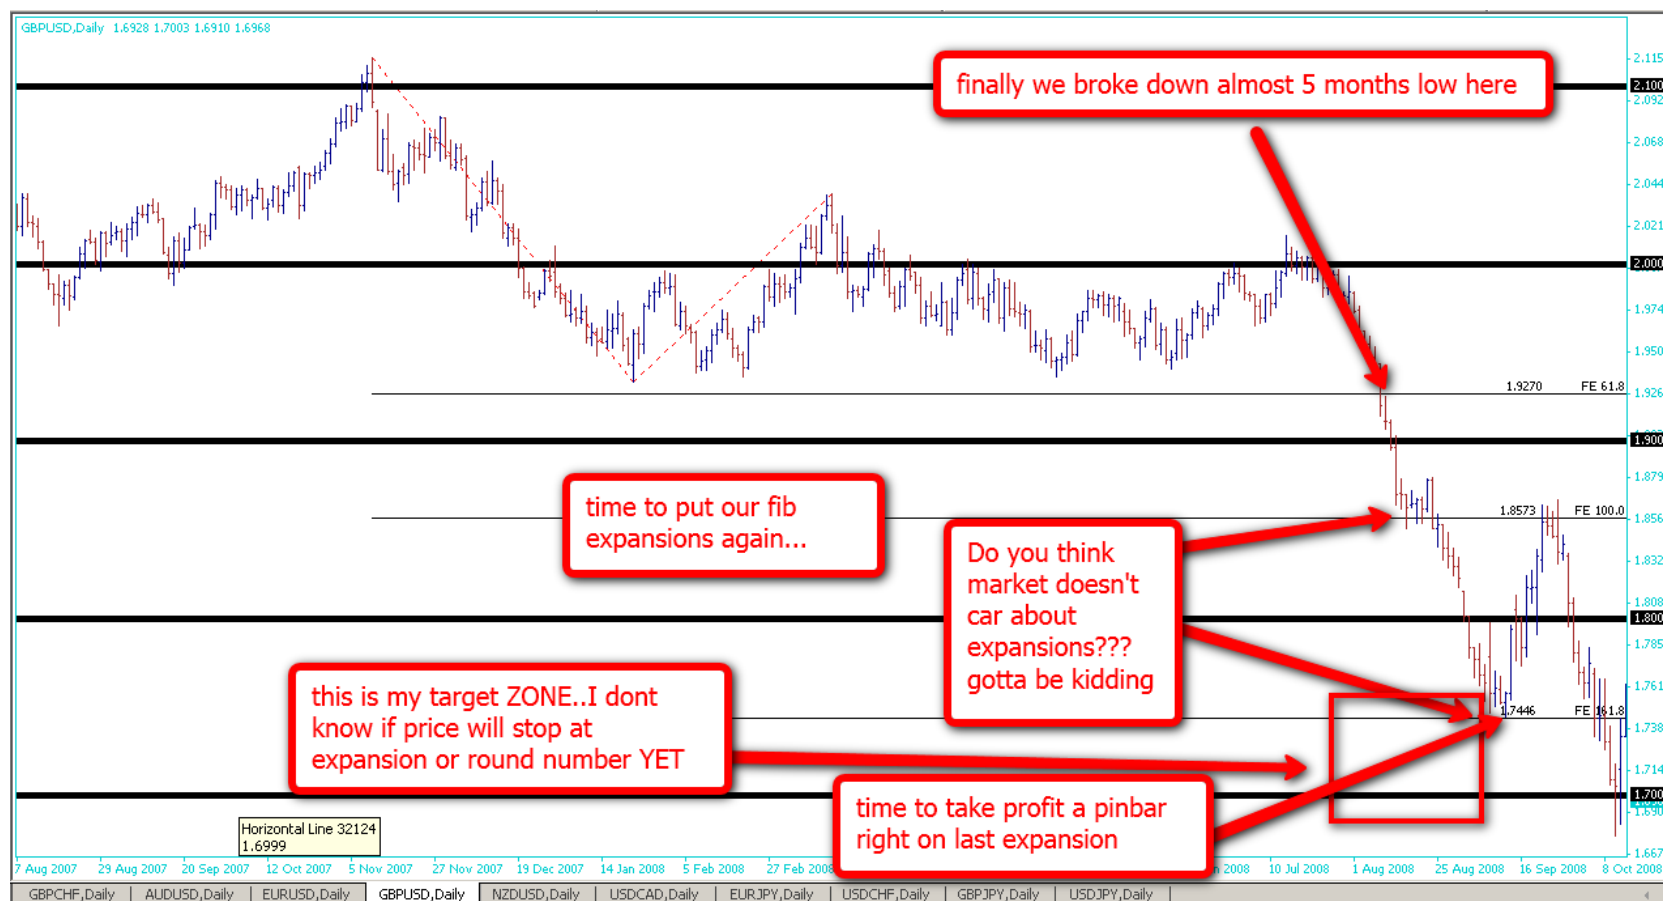 GBPUSD,Daily 1.6928 1.7003 1.6910 1.6968
2.115
finally we broke down almost 5 months low here
2.100
2.092
2.068
2.044
2.021
2.000
1.974
1.950
1.9270 FE 61.8
1.926
1.900
1.879
time to put our fib
expansions again...
1.8573 FE 100.0
1.856
Do you think
market doesn't
car about
expansions???
gotta be kidding
1.832
1.808
1.800
1.785
this is my target ZONE..I dont
know if price will stop at
expansion or round number YET
1.761
1.7446 FE 161.8
1.738
1.714
1.700
time to take profit a pinbar
right on last expansion
1.690
Horizontal Line 32124
1.6999
1.667
7 Aug 2007 29 Aug 2007 20 Sep 2007 12 Oct 2007 5 Nov 2007 27 Nov 2007 19 Dec 2007 14 Jan 2008 5 Feb 2008 27 Feb 2008 2008 10 Jul 2008 1 Aug 2008 25 Aug 2008 16 Sep 2008 8 Oct 2008
GBPCHF,Daily AUDUSD,Daily EURUSD,Daily GBPUSD,Daily NZDUSD,Daily USDCAD,Daily EURJPY,Daily USDCHF,Daily GBPJPY,Daily USDJPY,Daily